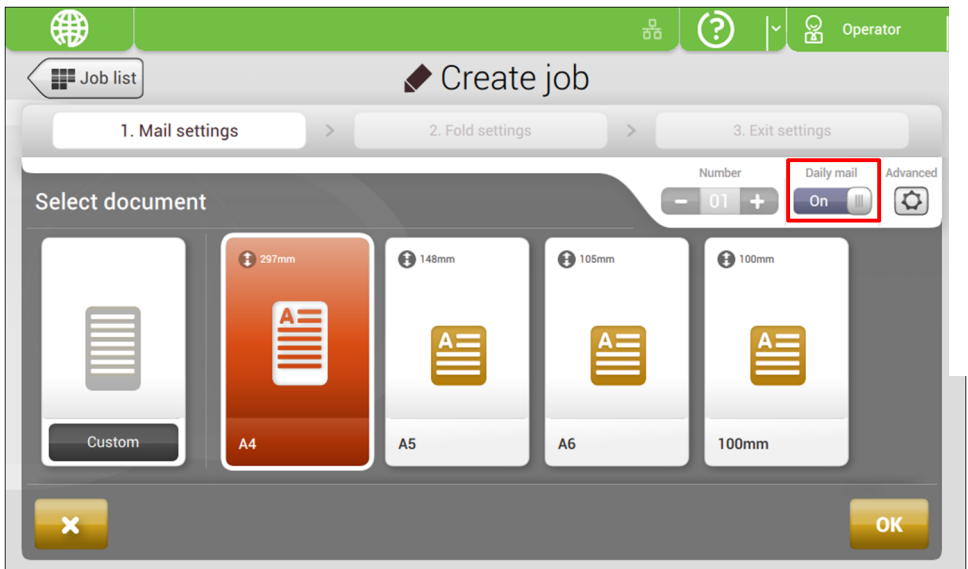 Operator
Job list
Create job
1. Mail settings > 2. Fold settings > 3. Exit settings
Number Daily mail Advanced
Select document
- 01 + On
297mm 148mm 105mm 100mm
A A A A
Custom A4 A5 A6 100mm
OK